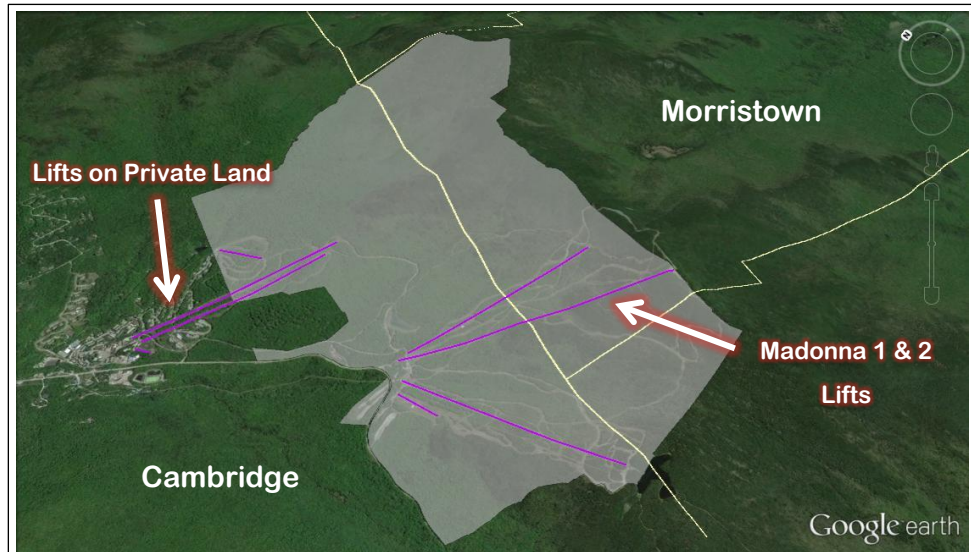 Morristown
Lifts on Private Land
Madonna 1 & 2
Lifts
Cambridge
Google earth
N